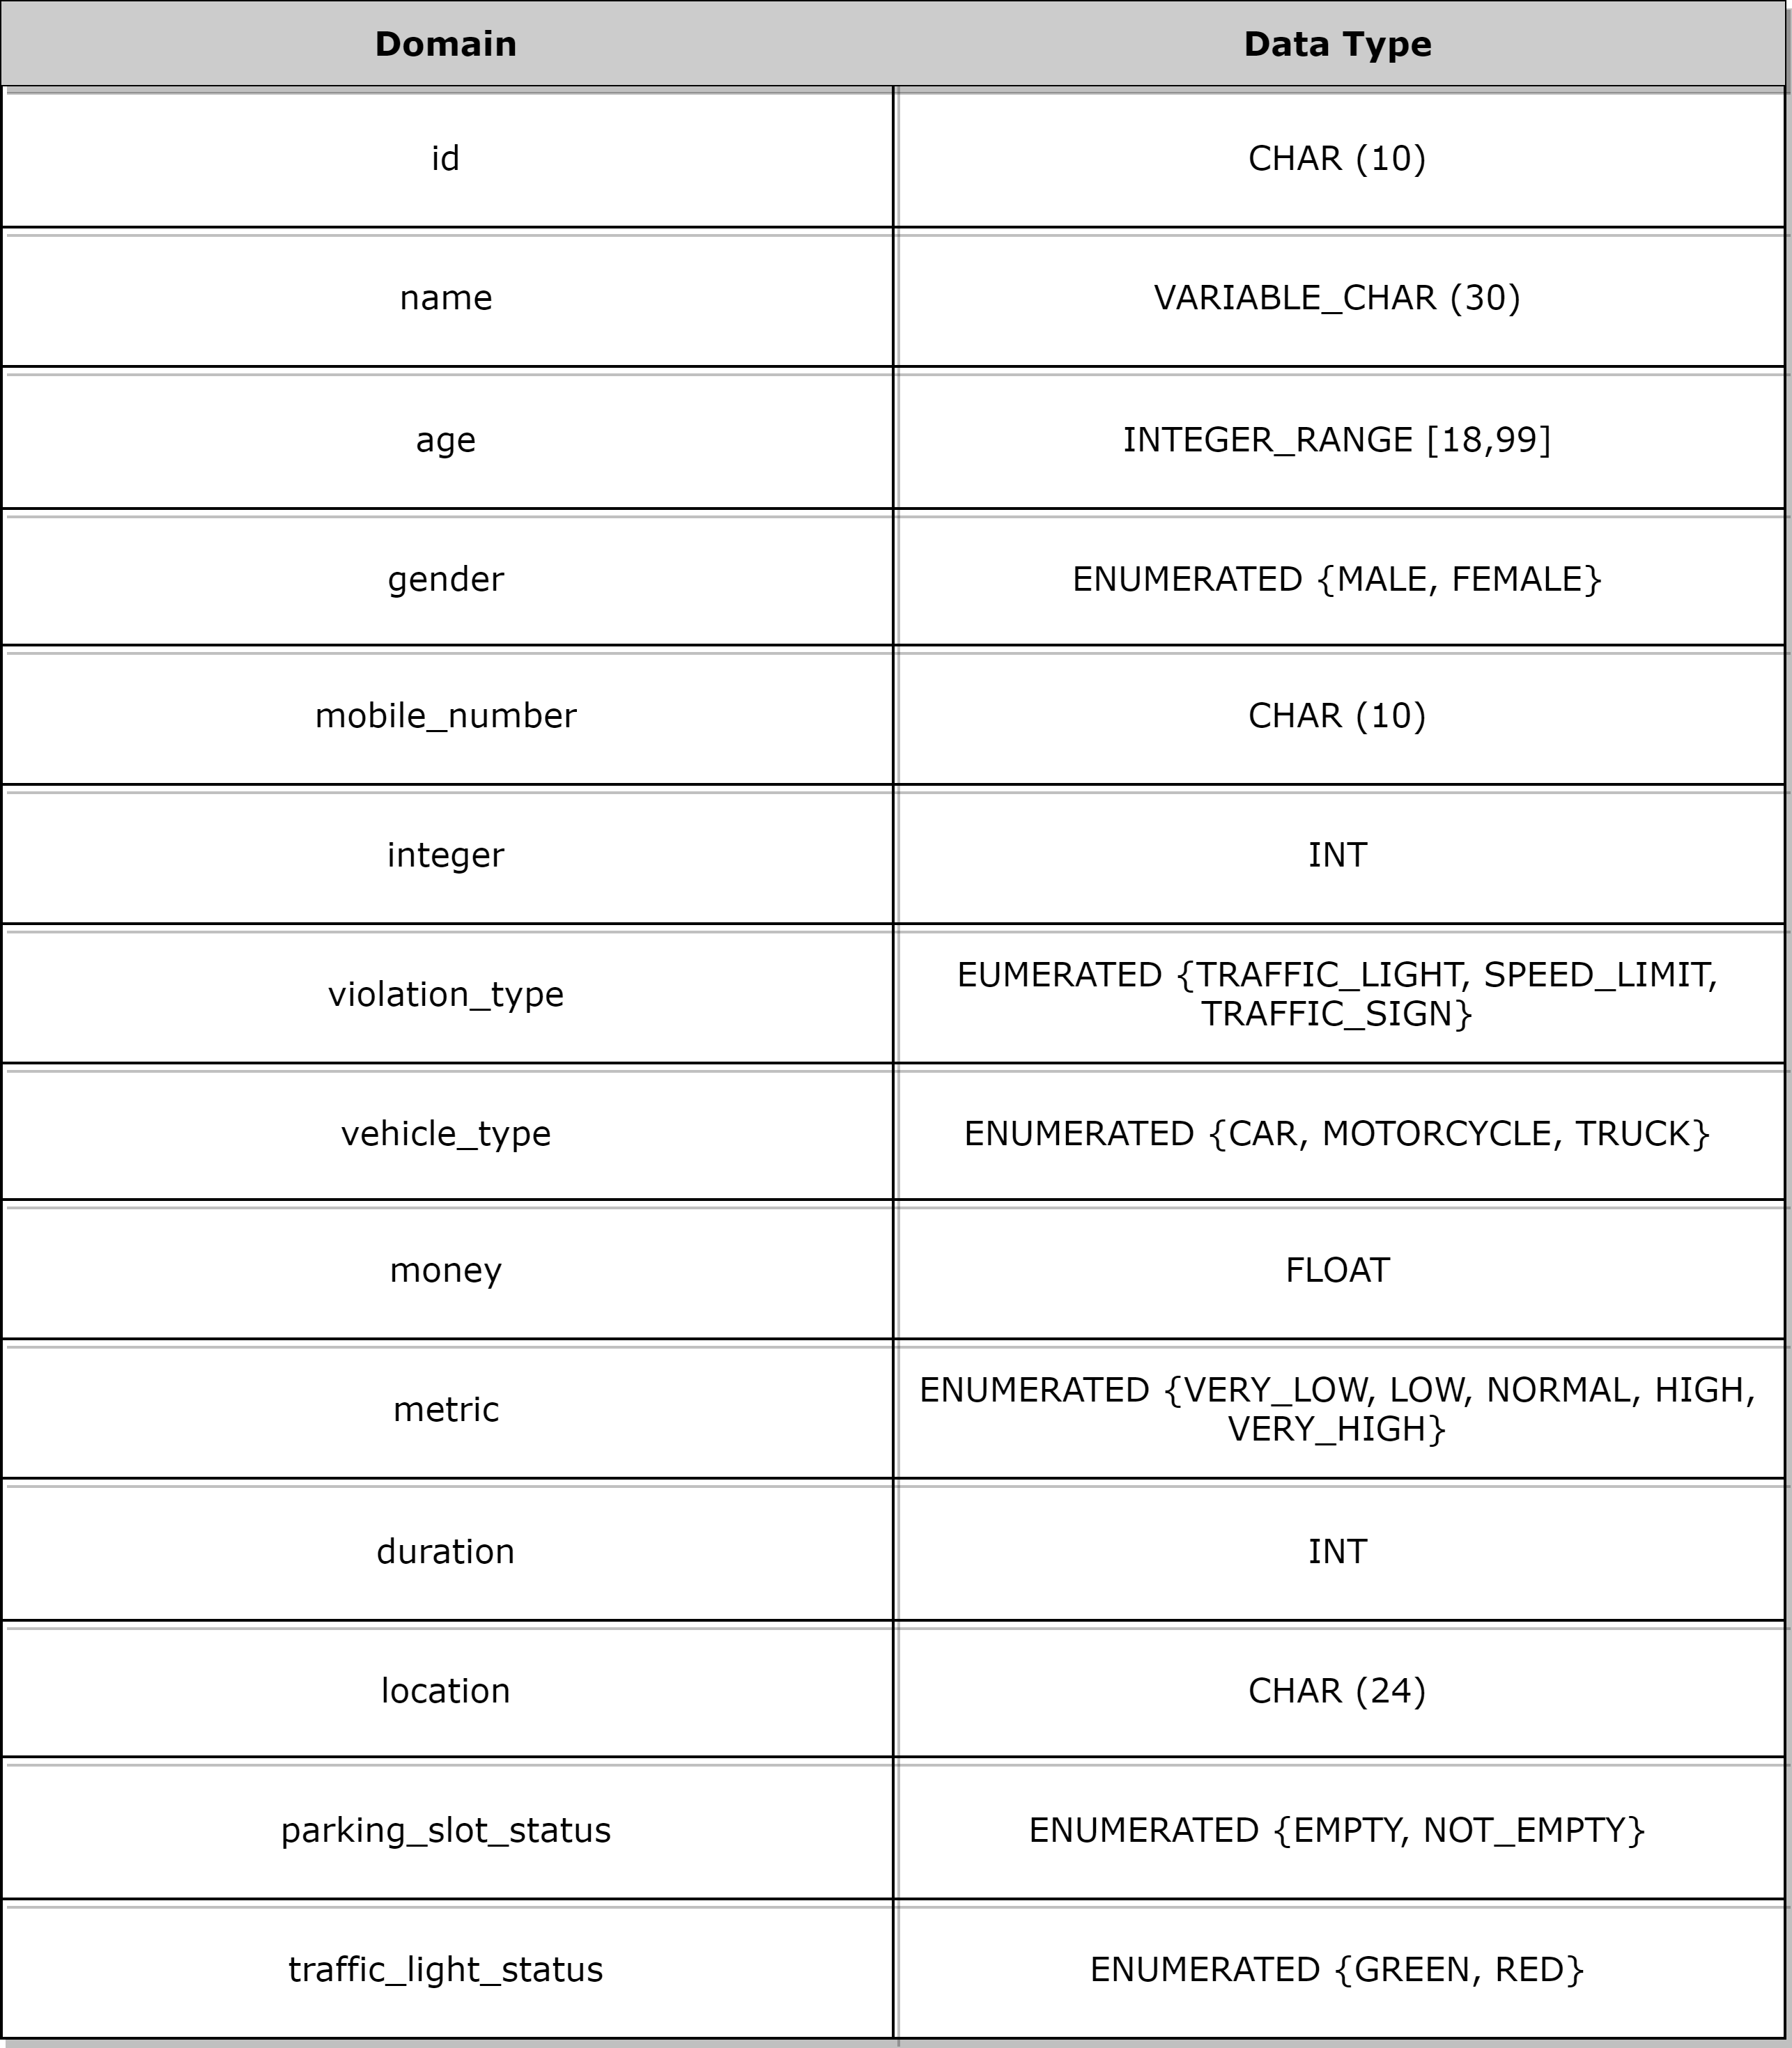 Domain
Data Type
id
CHAR (10)
name
VARIABLE_CHAR (30)
age
INTEGER_RANGE [18,99]
gender
ENUMERATED {MALE, FEMALE}
mobile_number
CHAR (10)
integer
INT
violation_type
EUMERATED {TRAFFIC_LIGHT, SPEED_LIMIT,
TRAFFIC_SIGN}
vehicle_type
ENUMERATED {CAR, MOTORCYCLE, TRUCK}
money
FLOAT
metric
ENUMERATED {VERY_LOW, LOW, NORMAL, HIGH,
VERY_HIGH}
duration
INT
location
CHAR (24)
parking_slot_status
ENUMERATED {EMPTY, NOT_EMPTY}
traffic_light_status
ENUMERATED {GREEN, RED}